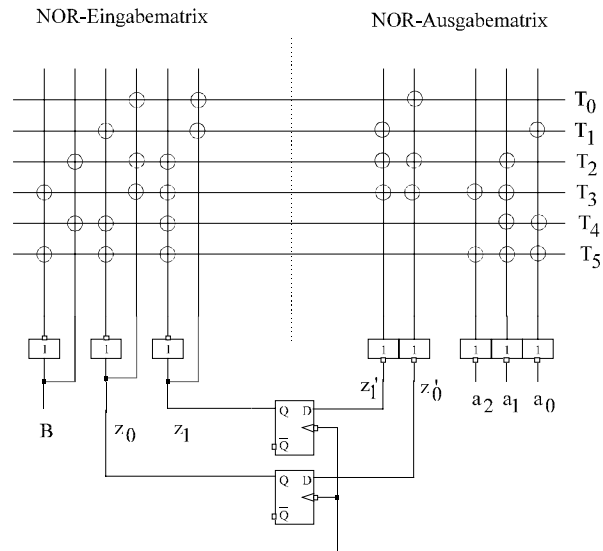 NOR-Eingabematrix NOR-Ausgabematrix
T0
T1
T2
T3
T4
T5
1 1 1 1 1 1 1 1
B z0 z1 z1' z0' a2 a1 a0
Q D
Q
Q D
Q